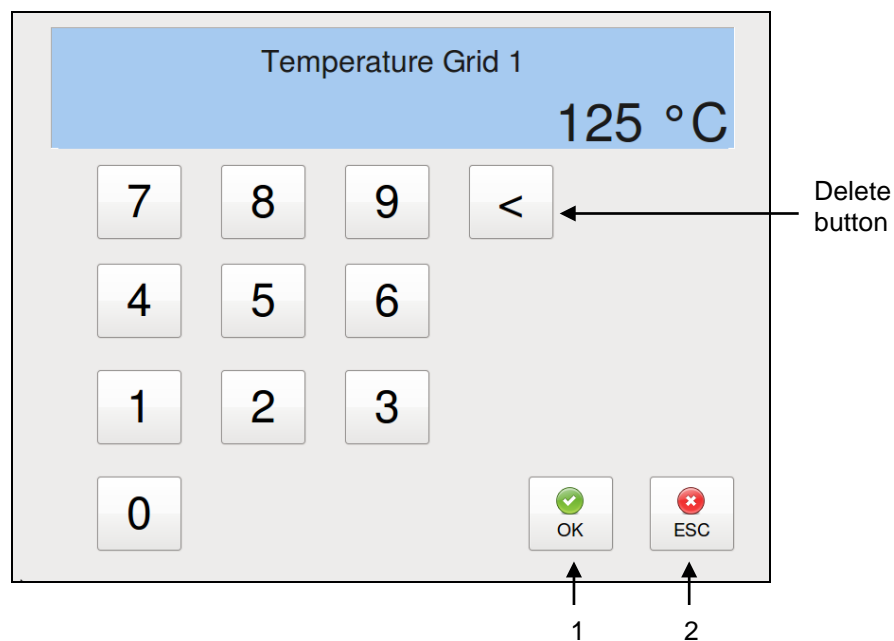 Temperature Grid 1
125 °C
7 8 9 <
Delete
button
4 5 6
1 2 3
0
OK ESC
1 2